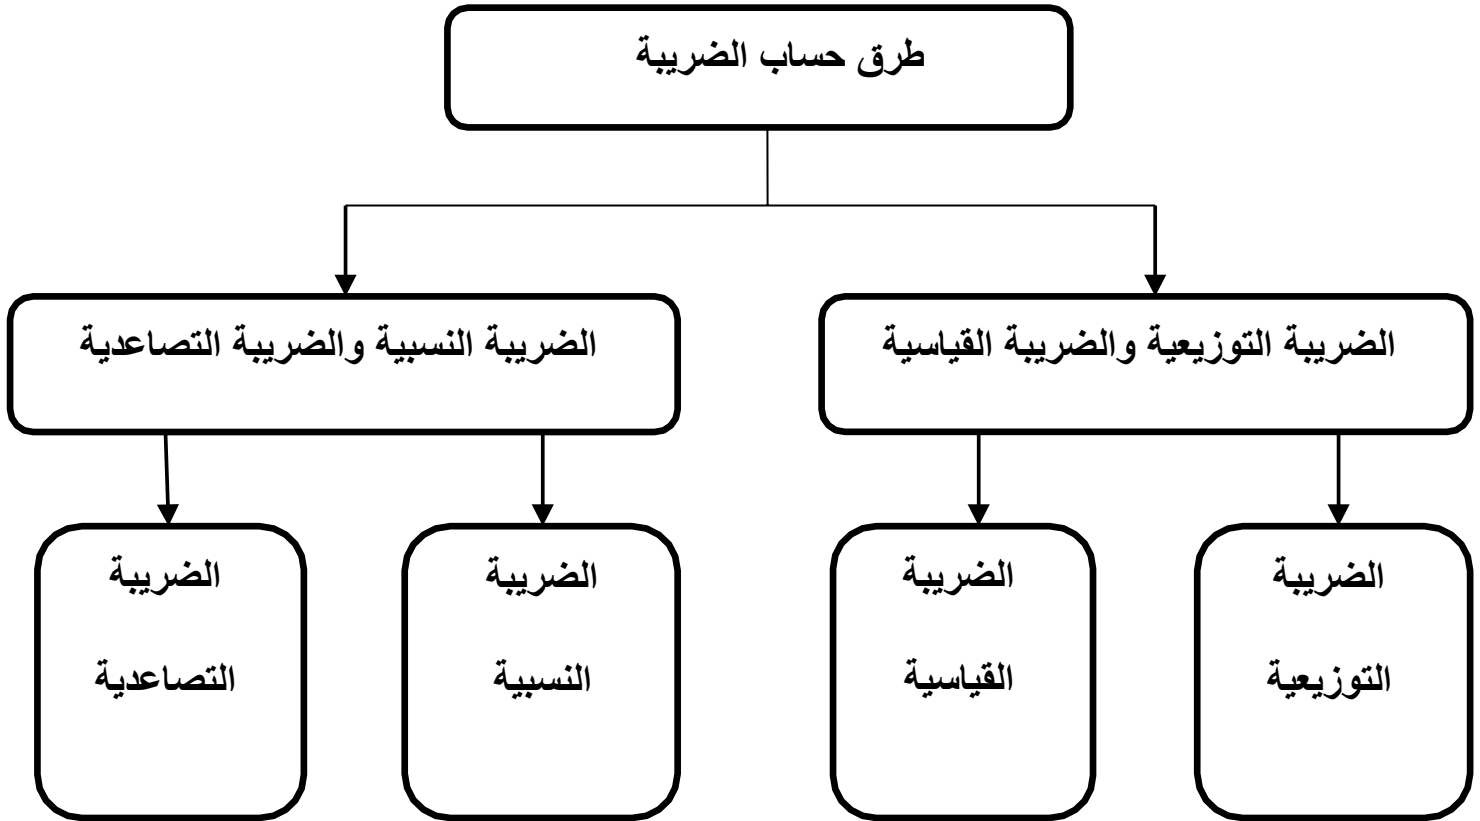 طرق حساب الضريبة
الضريبة التوزيعية والضريبة القياسية
الضريبة النسبية والضريبة التصاعدية
الضريبة
التوزيعية
الضريبة
القياسية
الضريبة
النسبية
الضريبة
التصاعدية